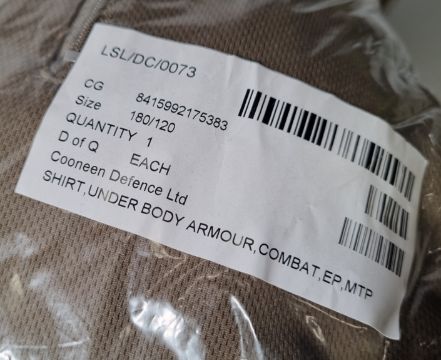 LSL/DC/0073
CG 8415992175383
Size 180/120
QUANTITY 1
D of Q EACH
Cooneen Defence Ltd
SHIRT,UNDER BODY ARMOUR,COMBAT,EP,MTP